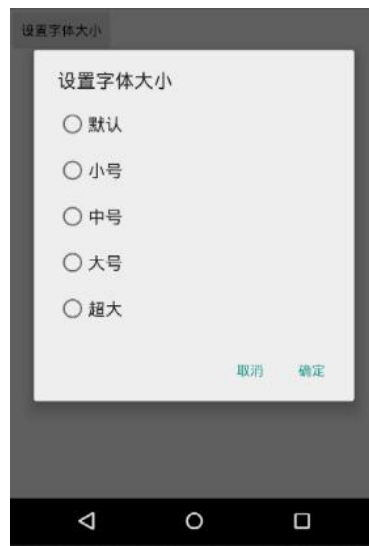 设置字体大小
设置字体大小
默认
小号
中号
大号
超大
取消 确定